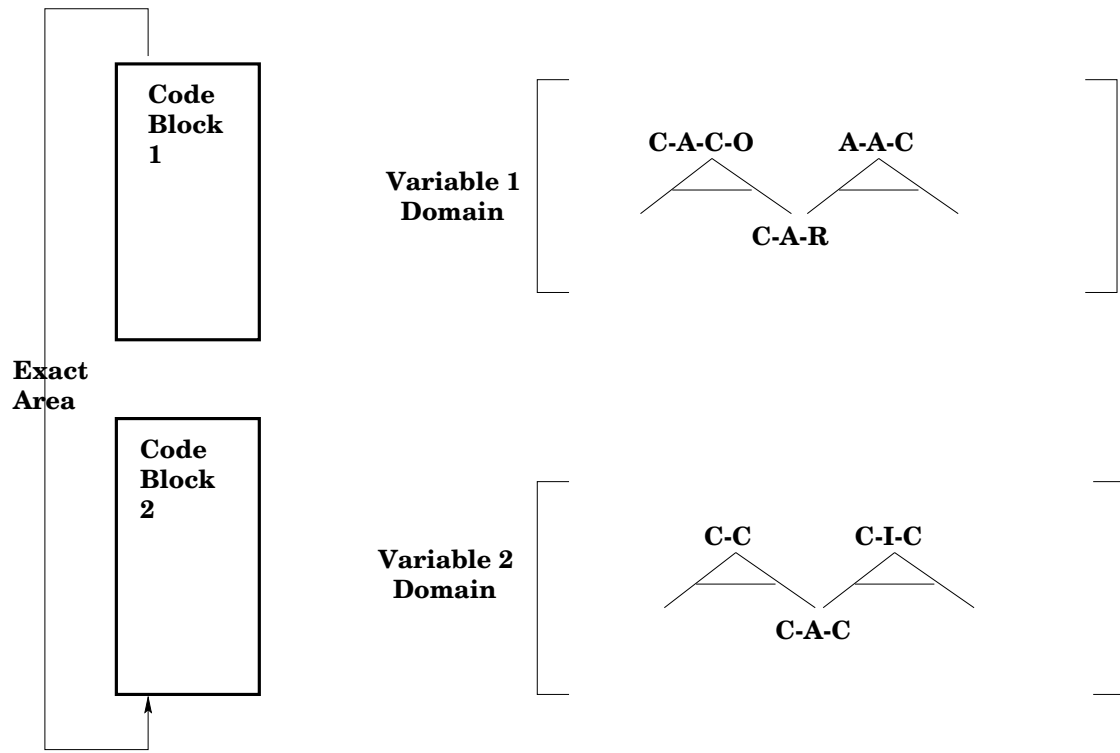 Code
Block
1
C-A-C-O A-A-C
Variable 1
Domain
C-A-R
Exact
Area
Code
Block
2
C-C C-I-C
Variable 2
Domain
C-A-C